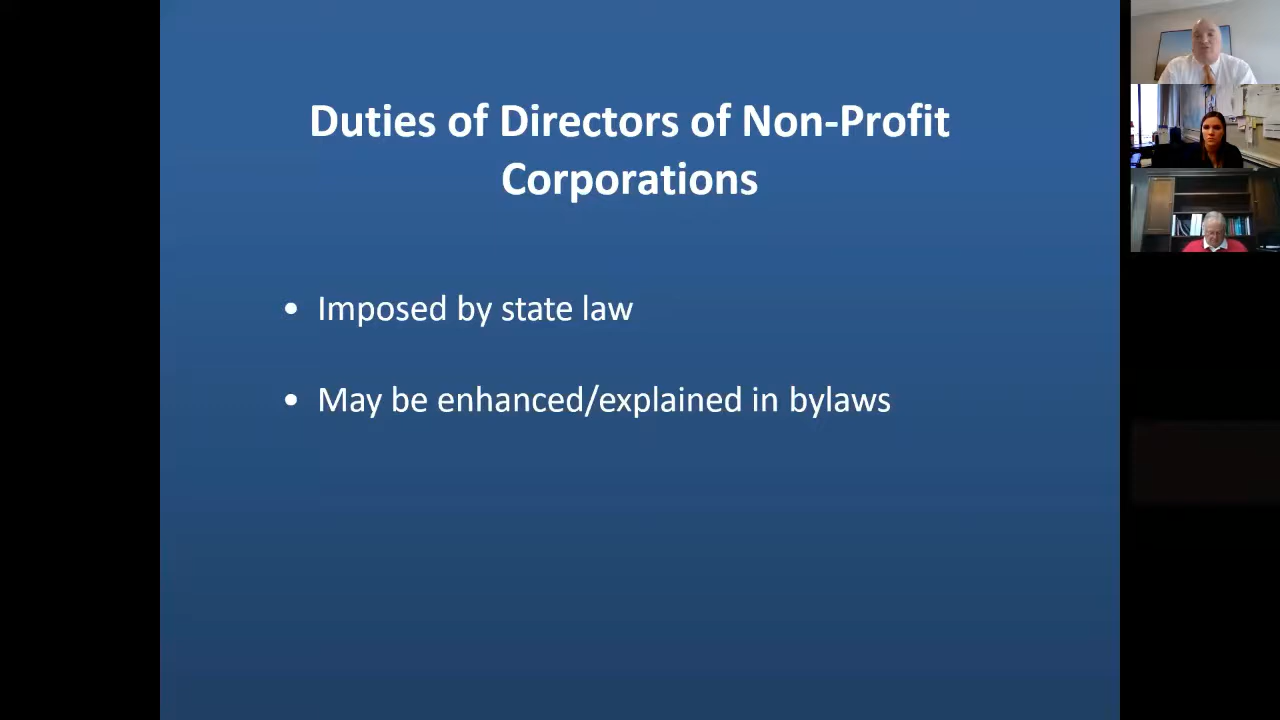 Duties of Directors of Non-Profit
Corporations
• Imposed by state law
• May be enhanced/explained in bylaws